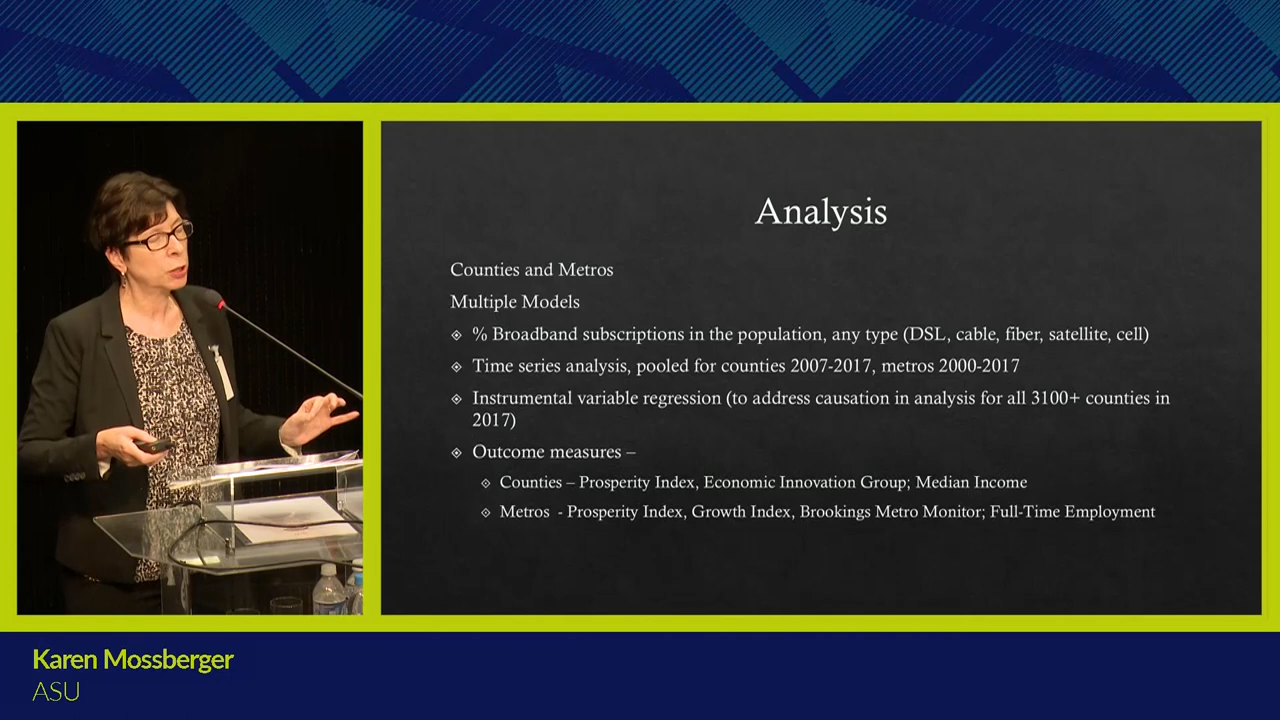 Analysis
Counties and Metros
Multiple Models
% Broadband subscriptions in the population, any type (DSL, cable, fiber, satellite, cell)
Time series analysis, pooled for counties 2007-2017, metros 2000-2017
Instrumental variable regression (to address causation in analysis for all 3100+ counties in
2017)
Outcome measures –
Counties – Prosperity Index, Economic Innovation Group; Median Income
Metros - Prosperity Index, Growth Index, Brookings Metro Monitor; Full-Time Employment
Karen Mossberger
ASU